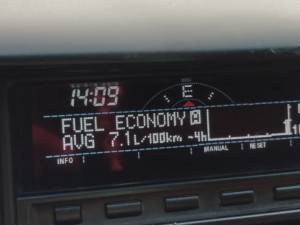 14:09
E
FUEL ECONOMY A
AVG 7.1L/100km -4h
MANUAL RESET
INFO